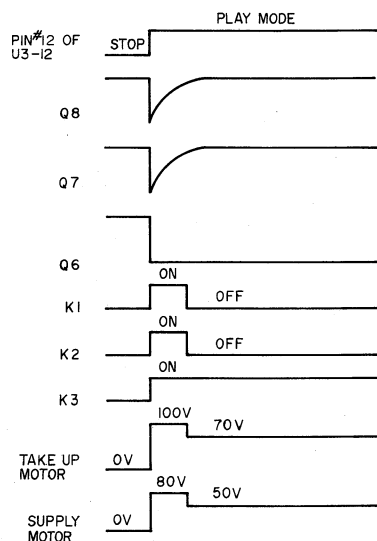 PLAY MODE
PIN#12 OF
U3-12
STOP
Q8
Q7
Q6
ON
K1
OFF
ON
K2
OFF
ON
K3
100V
70V
TAKE UP
MOTOR
0V
80V
50V
SUPPLY
MOTOR
0V